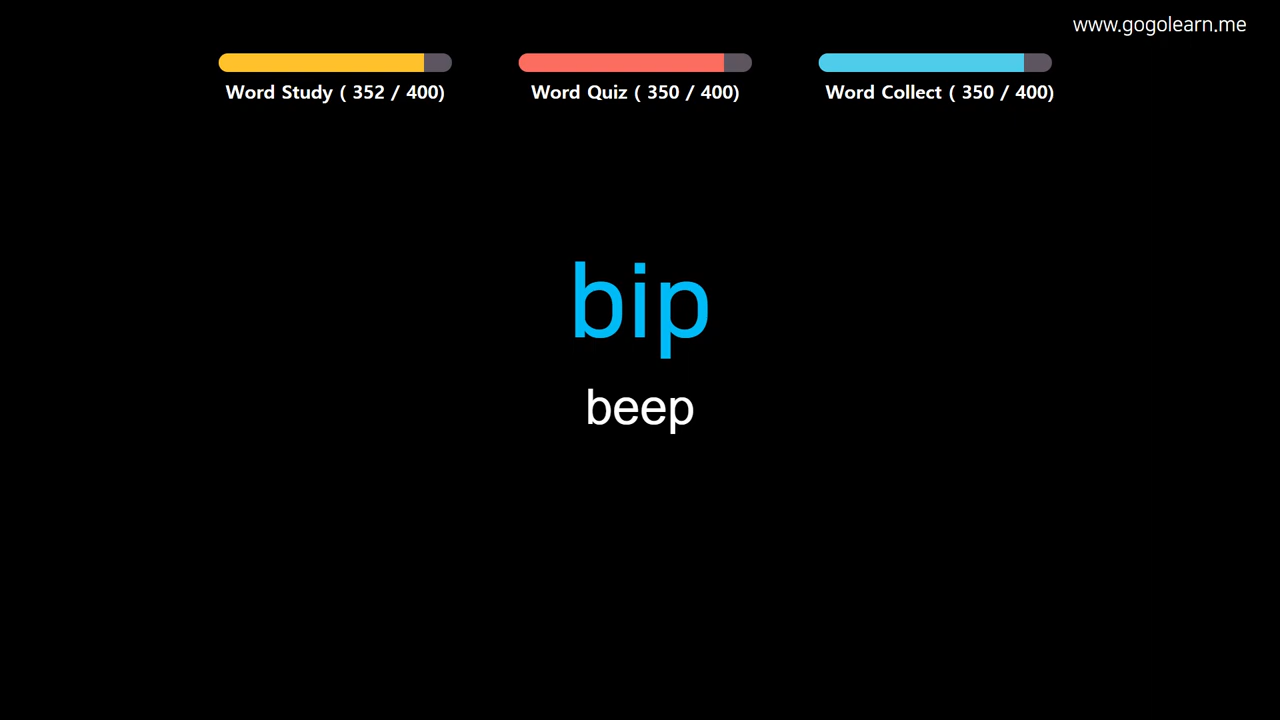 www.gogolearn.me
Word Study ( 352 / 400)
Word Quiz ( 350 / 400)
Word Collect ( 350 / 400)
bip
beep